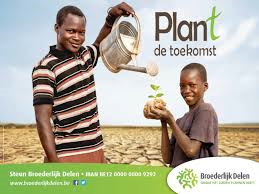 Plant
de toekomst
Steun Broederlijk Delen • IBAN BE12 0000 0000 9292
www.broederlijkdelen.be
Broederlijk Delen